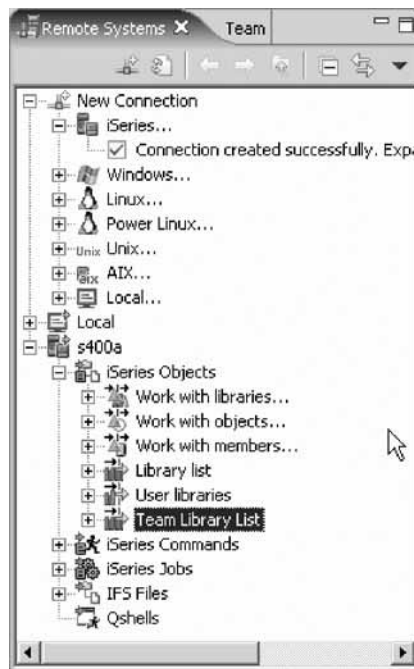 Remote Systems Team
New Connection
iSeries...
Connection created successfully. Expa
Windows...
Linux...
Power Linux...
Unix Unix...
aix AIX...
Local...
Local
s400a
iSeries Objects
Work with libraries...
Work with objects...
Work with members...
Library list
User libraries
Team Library List
iSeries Commands
iSeries Jobs
IFS Files
Qshells